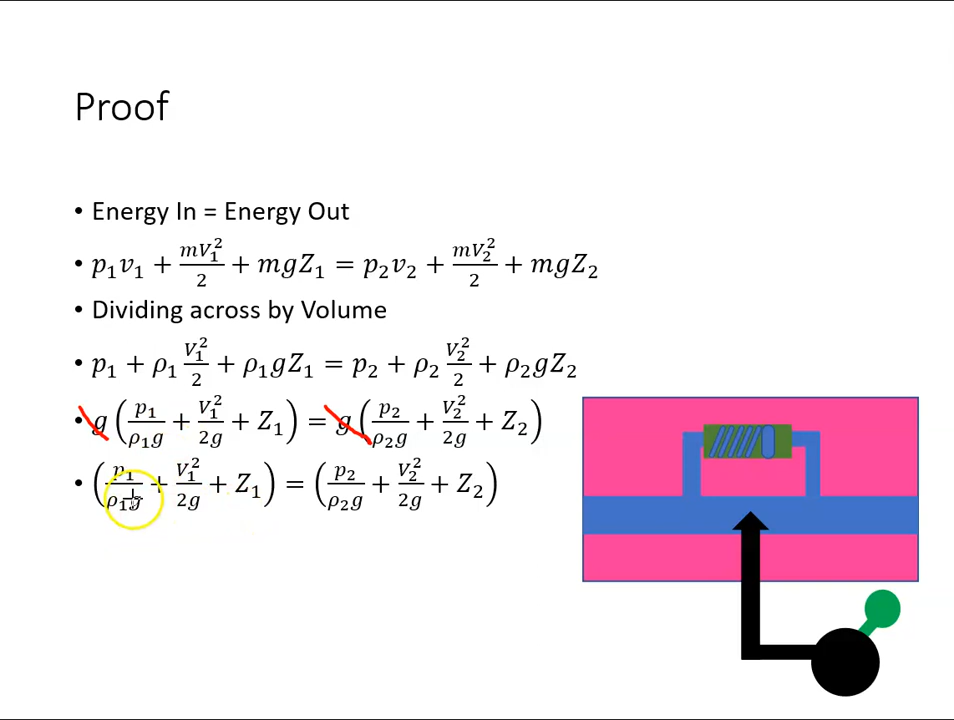 Proof
• Energy In = Energy Out
• p₁v₁ + mV₁²/2 + mgZ₁ = p₂v₂ + mV₂²/2 + mgZ₂
• Dividing across by Volume
• p₁ + ρ₁ V₁²/2 + ρ₁gZ₁ = p₂ + ρ₂ V₂²/2 + ρ₂gZ₂
• g(p₁/ρ₁g + V₁²/2g + Z₁) = g(p₂/ρ₂g + V₂²/2g + Z₂)
• (p₁/ρ₁g + V₁²/2g + Z₁) = (p₂/ρ₂g + V₂²/2g + Z₂)